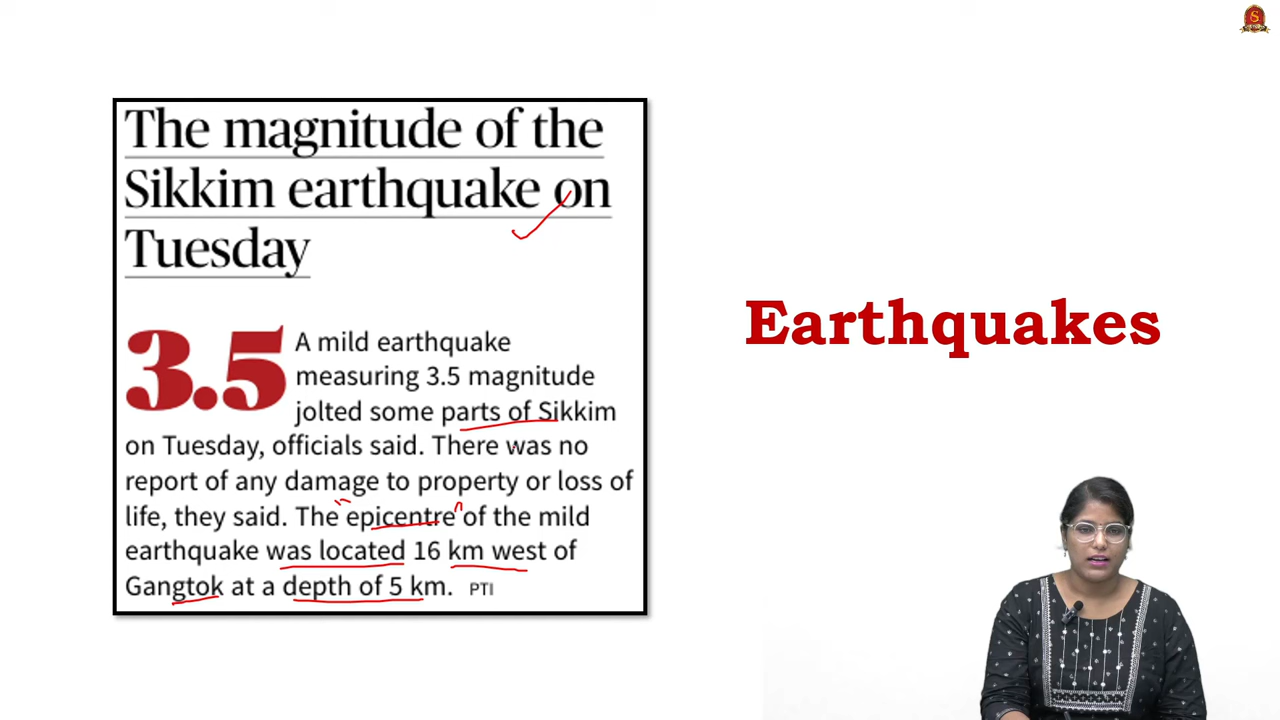 The magnitude of the
Sikkim earthquake on
Tuesday
3.5
A mild earthquake
measuring 3.5 magnitude
jolted some parts of Sikkim
on Tuesday, officials said. There was no
report of any damage to property or loss of
life, they said. The epicentre of the mild
earthquake was located 16 km west of
Gangtok at a depth of 5 km. PTI
Earthquakes